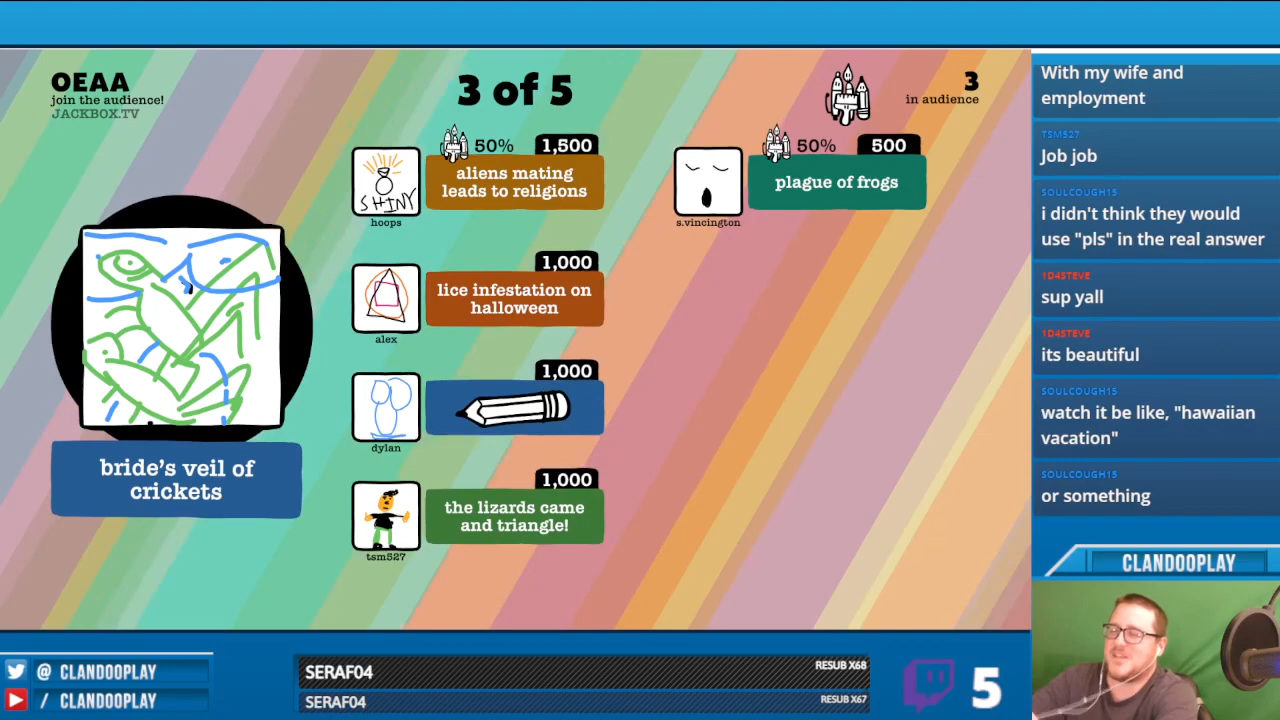 OEAA
join the audience!
JACKBOX.TV
3 of 5
3
in audience
50%
1,500
aliens mating
leads to religions
SHINY
hoops
50%
500
plague of frogs
s.vincington
1,000
lice infestation on
halloween
alex
1,000
dylan
1,000
the lizards came
and triangle!
tsm527
bride's veil of
crickets
With my wife and
employment
TSM527
Job job
SOULCOUGH15
i didn't think they would
use "pls" in the real answer
1D4STEVE
sup yall
1D4STEVE
its beautiful
SOULCOUGH15
watch it be like, "hawaiian
vacation"
SOULCOUGH15
or something
CLANDOOPLAY
@ CLANDOOPLAY
/ CLANDOOPLAY
SERAF04
RESUB X68
SERAF04
RESUB X67
5